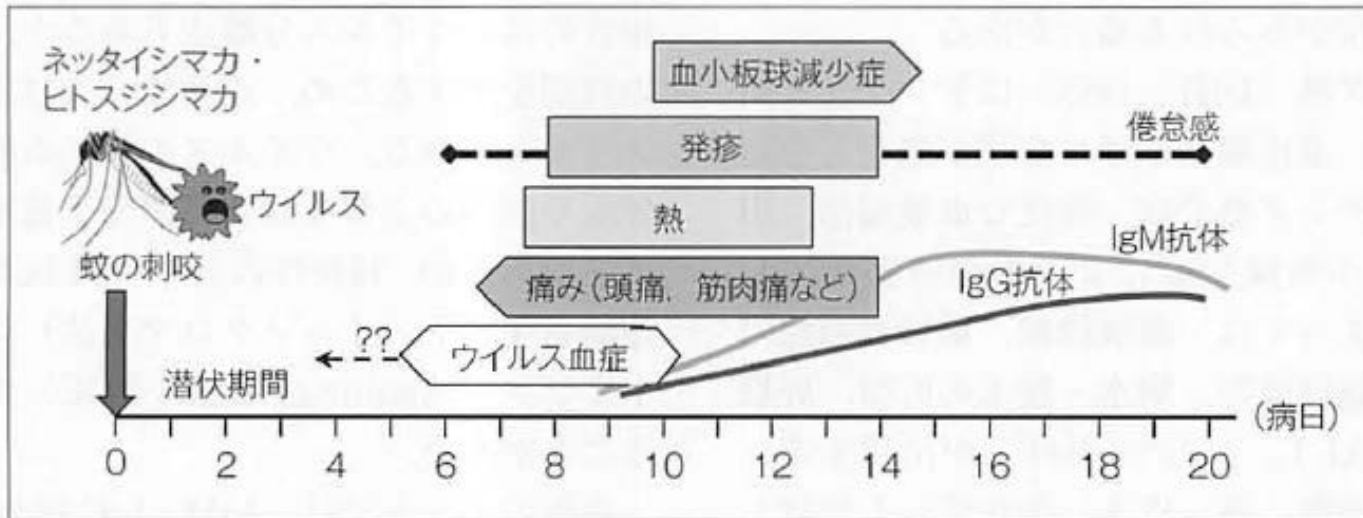 ネッタイシマカ・
ヒトスジシマカ
ウイルス
蚊の刺咬
血小板球減少症
発疹
倦怠感
熱
IgM抗体
IgG抗体
痛み(頭痛, 筋肉痛など)
??
ウイルス血症
潜伏期間
(病日)
0 2 4 6 8 10 12 14 16 18 20